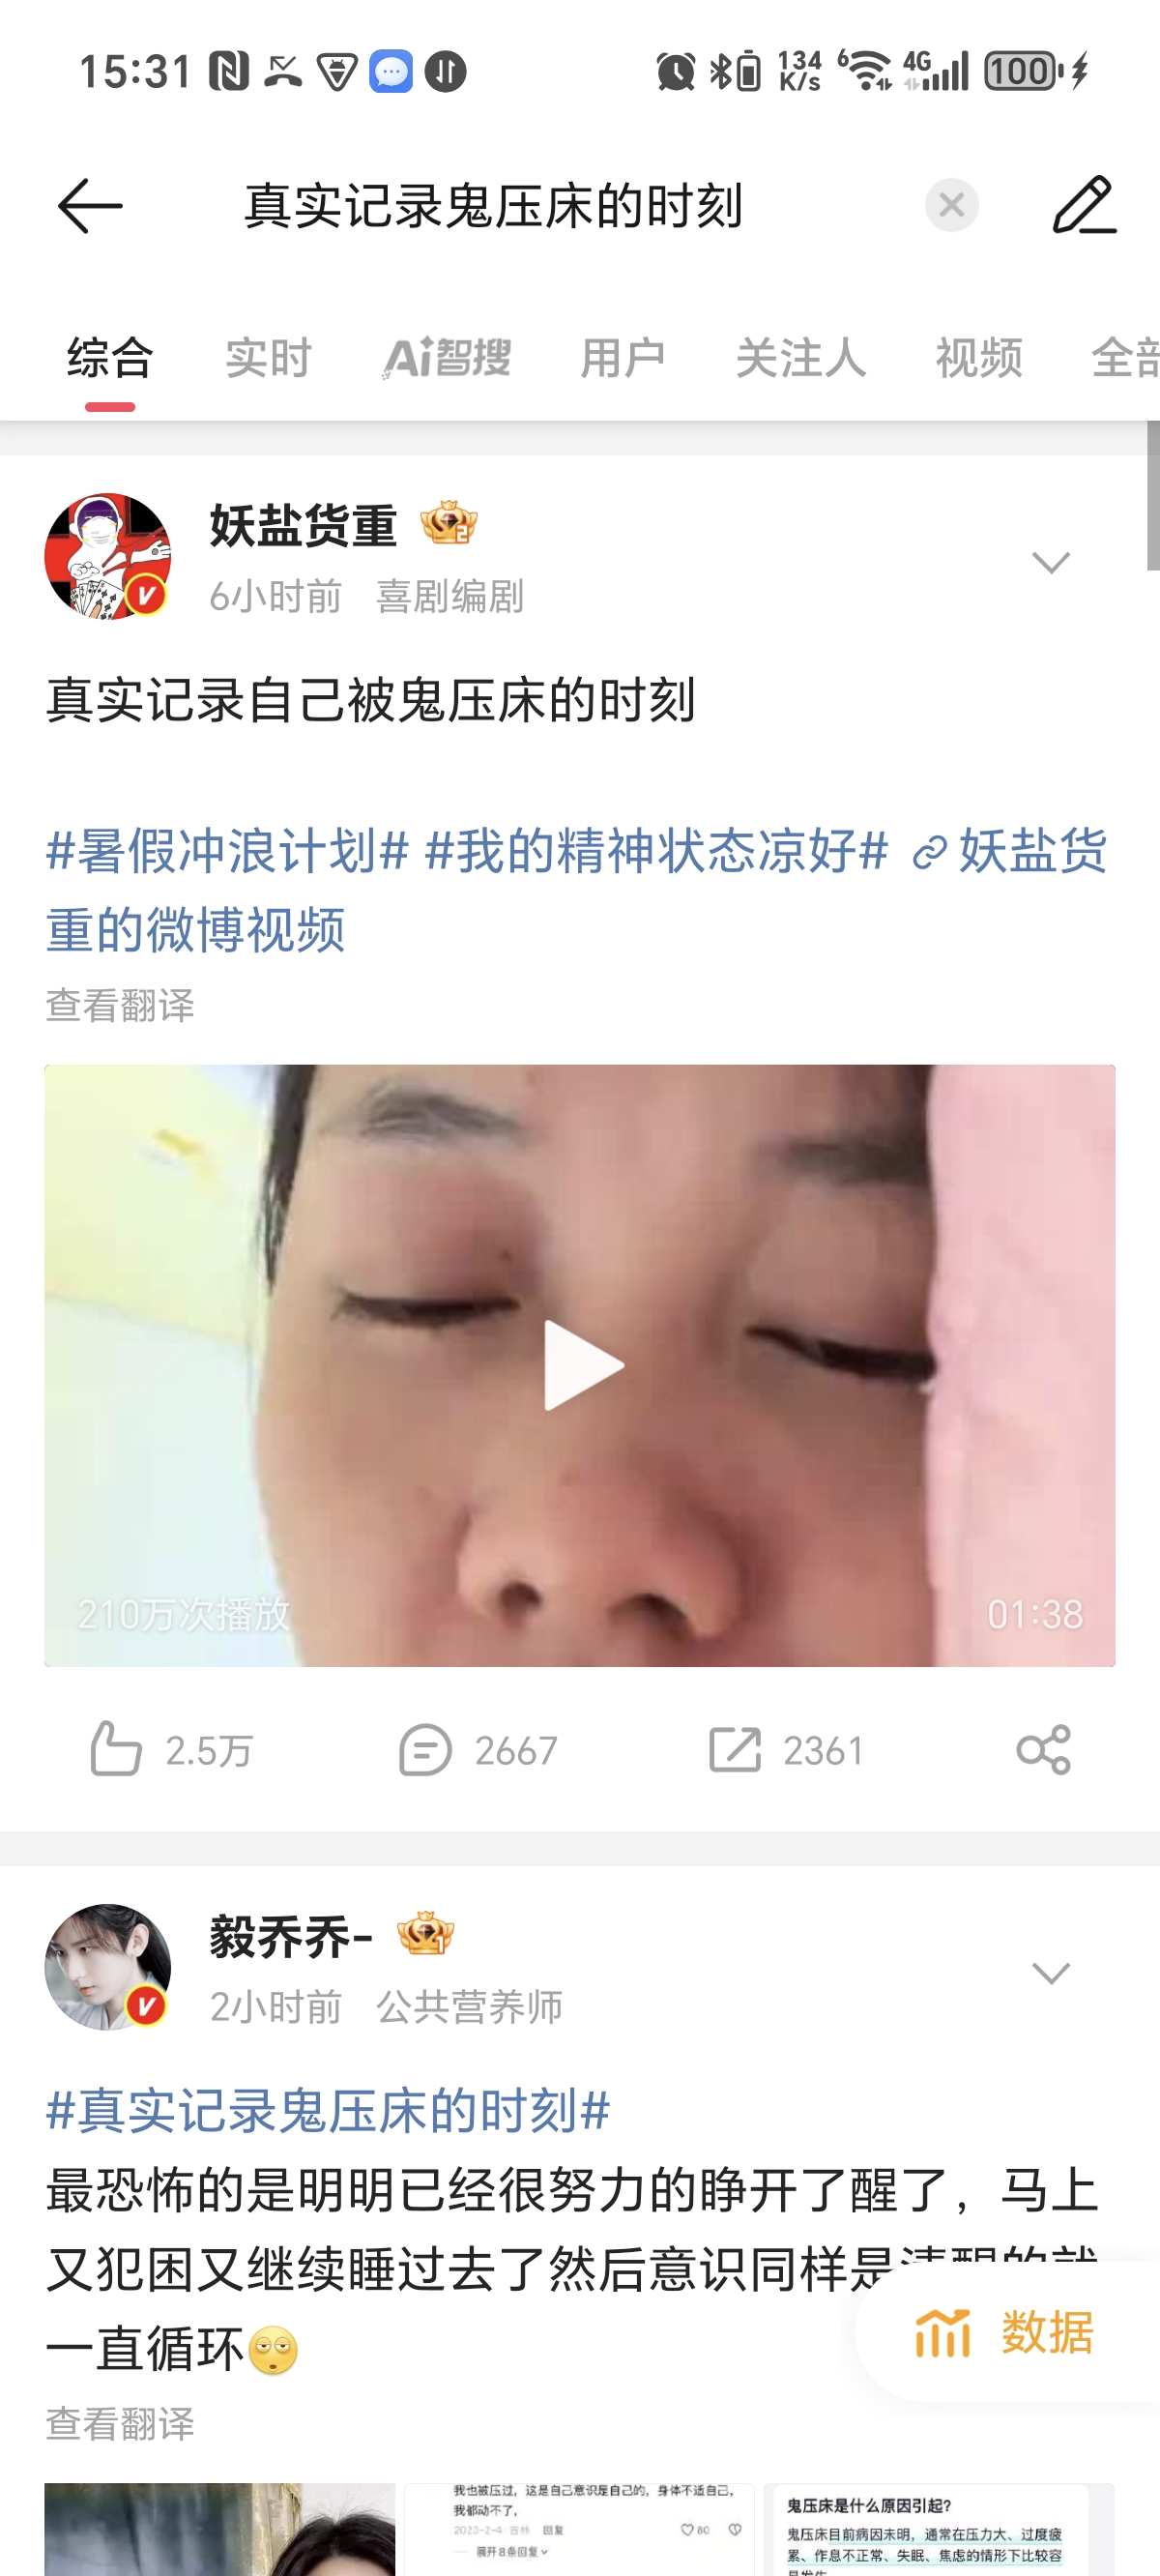 15:31
134 K/s
6
4G
100
真实记录鬼压床的时刻
综合 实时 Ai智搜 用户 关注人 视频 全部
妖盐货重
2
6小时前 喜剧编剧
真实记录自己被鬼压床的时刻
#暑假冲浪计划# #我的精神状态凉好# 妖盐货
重的微博视频
查看翻译
210万次播放
01:38
2.5万 2667 2361
毅乔乔-
1
2小时前 公共营养师
#真实记录鬼压床的时刻#
最恐怖的是明明已经很努力的睁开了醒了，马上
又犯困又继续睡过去了然后意识同样是清醒的就
一直循环
数据
查看翻译
我也被压过，这是自己意识是自己的，身体不适自己，
我都动不了，
2023-2-4·吉林 回复
80
展开8条回复
鬼压床是什么原因引起?
鬼压床目前病因未明，通常在压力大、过度疲
累、作息不正常、失眠、焦虑的情形下比较容